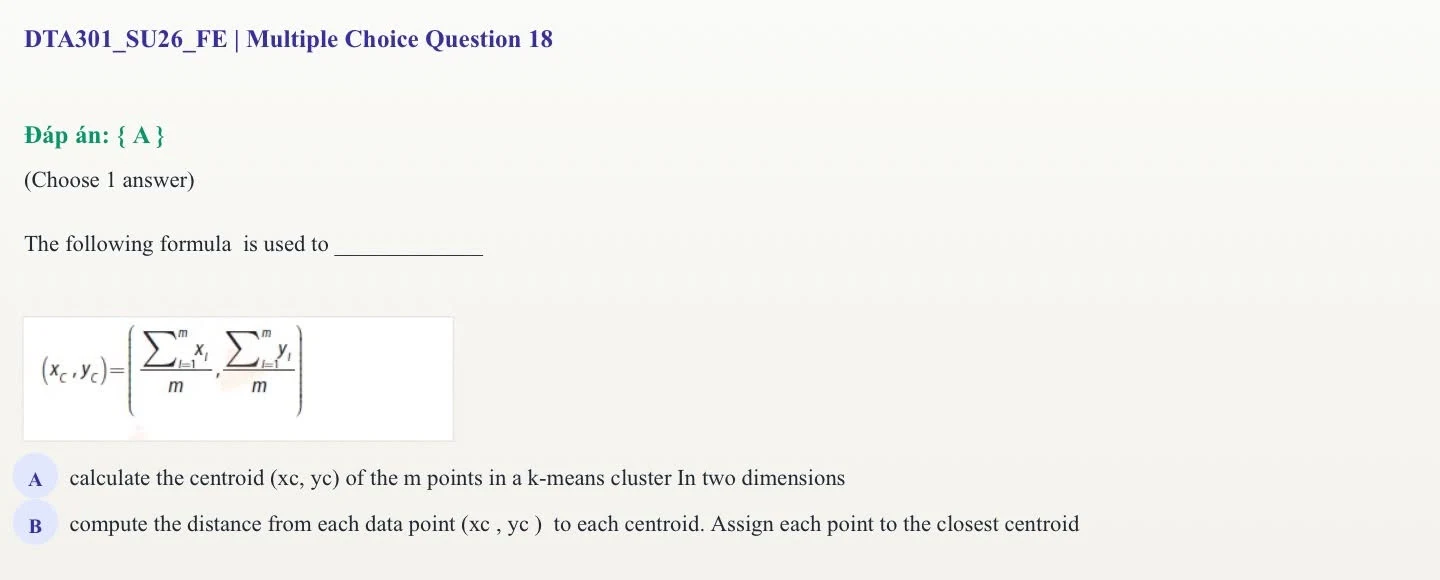 DTA301_SU26_FE | Multiple Choice Question 18
Đáp án: { A }
(Choose 1 answer)
The following formula is used to _____________
(x_c, y_c) = ( ∑_{i=1}^{m} x_i / m , ∑_{i=1}^{m} y_i / m )
A calculate the centroid (xc, yc) of the m points in a k-means cluster In two dimensions
B compute the distance from each data point (xc , yc ) to each centroid. Assign each point to the closest centroid